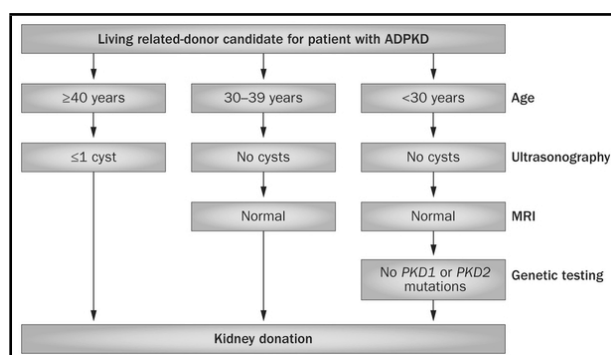 Living related-donor candidate for patient with ADPKD
≥40 years 30–39 years <30 years Age
≤1 cyst No cysts No cysts Ultrasonography
Normal Normal MRI
No PKD1 or PKD2
mutations
Genetic testing
Kidney donation